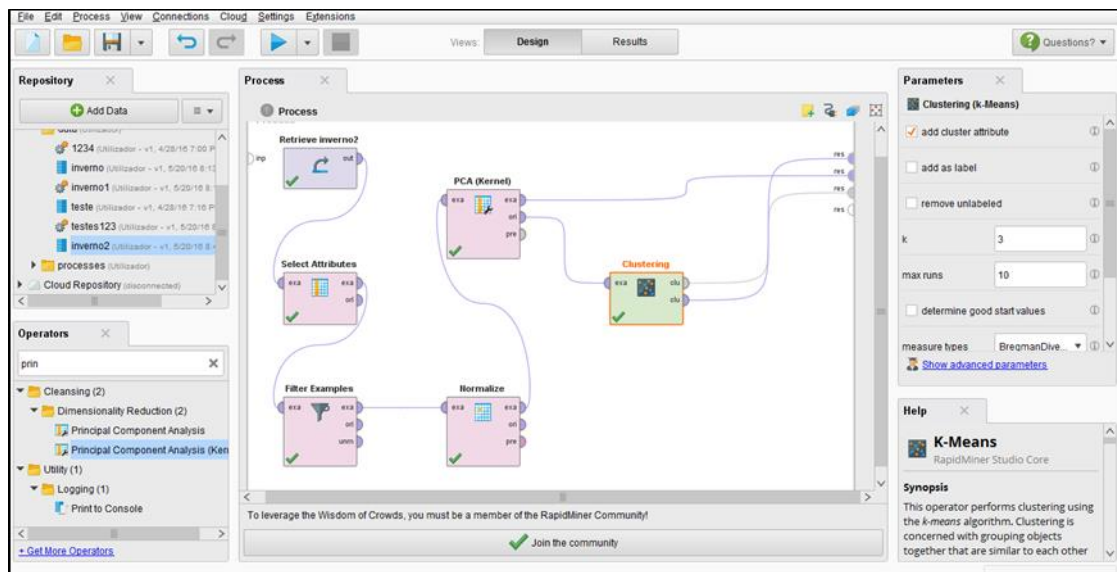 File Edit Process View Connections Cloud Settings Extensions
Views: Design Results Questions?
Repository
Add Data
data (Utilizador)
1234 (Utilizador - v1, 4/28/16 7:00 P
inverno (Utilizador - v1, 5/20/16 8:1
inverno1 (Utilizador - v1, 5/20/16 8:
teste (Utilizador - v1, 4/28/16 7:16 P
testes123 (Utilizador - v1, 5/20/16 8
inverno2 (Utilizador - v1, 5/20/16 8:4
processes (Utilizador)
Cloud Repository (disconnected)
Operators
prin
Cleansing (2)
Dimensionality Reduction (2)
Principal Component Analysis
Principal Component Analysis (Ken
Utility (1)
Logging (1)
Print to Console
+ Get More Operators
Process
Process
inp
Retrieve inverno2
out
Select Attributes
exa exa
ori
Filter Examples
exa exa
ori
unm
Normalize
exa exa
ori
pre
PCA (Kernel)
exa exa
ori
pre
Clustering
exa clu
clu
res
res
res
res
To leverage the Wisdom of Crowds, you must be a member of the RapidMiner Community!
Join the community
Parameters
Clustering (k-Means)
add cluster attribute
add as label
remove unlabeled
k 3
max runs 10
determine good start values
measure types BregmanDive...
Show advanced parameters
Help
K-Means
RapidMiner Studio Core
Synopsis
This operator performs clustering using
the k-means algorithm. Clustering is
concerned with grouping objects
together that are similar to each other